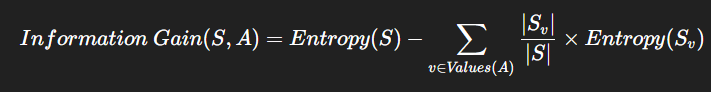 Information Gain(S, A) = Entropy(S) − ∑_{v∈Values(A)} |S_v| / |S| × Entropy(S_v)